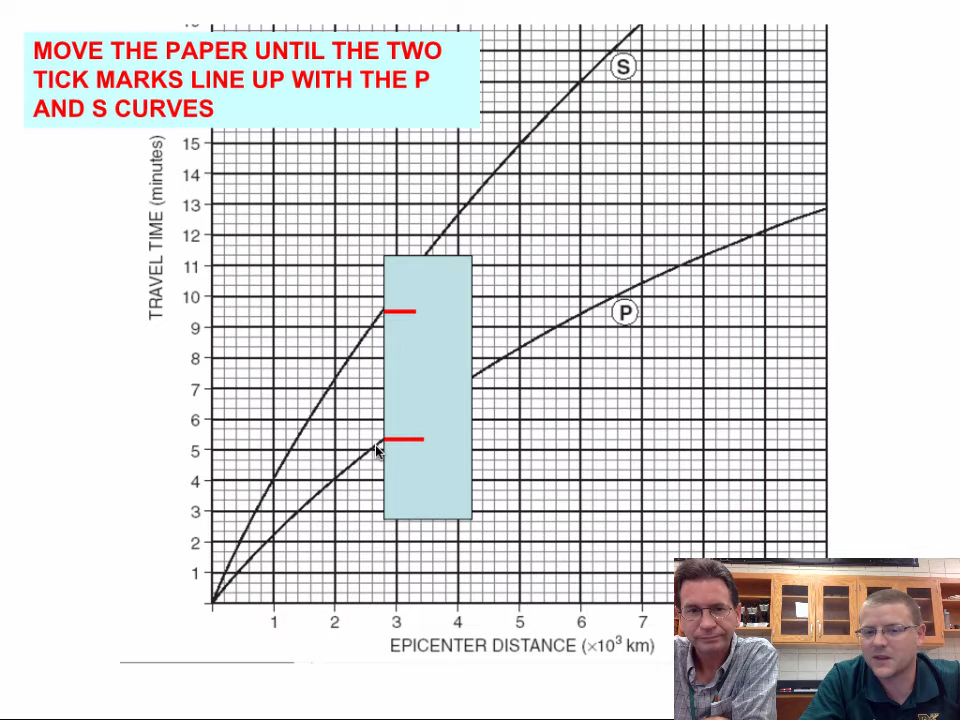 MOVE THE PAPER UNTIL THE TWO
TICK MARKS LINE UP WITH THE P
AND S CURVES
S
15
14
13
12
11
10
9
8
7
6
5
4
3
2
1
TRAVEL TIME (minutes)
P
1 2 3 4 5 6 7
EPICENTER DISTANCE (×10³ km)